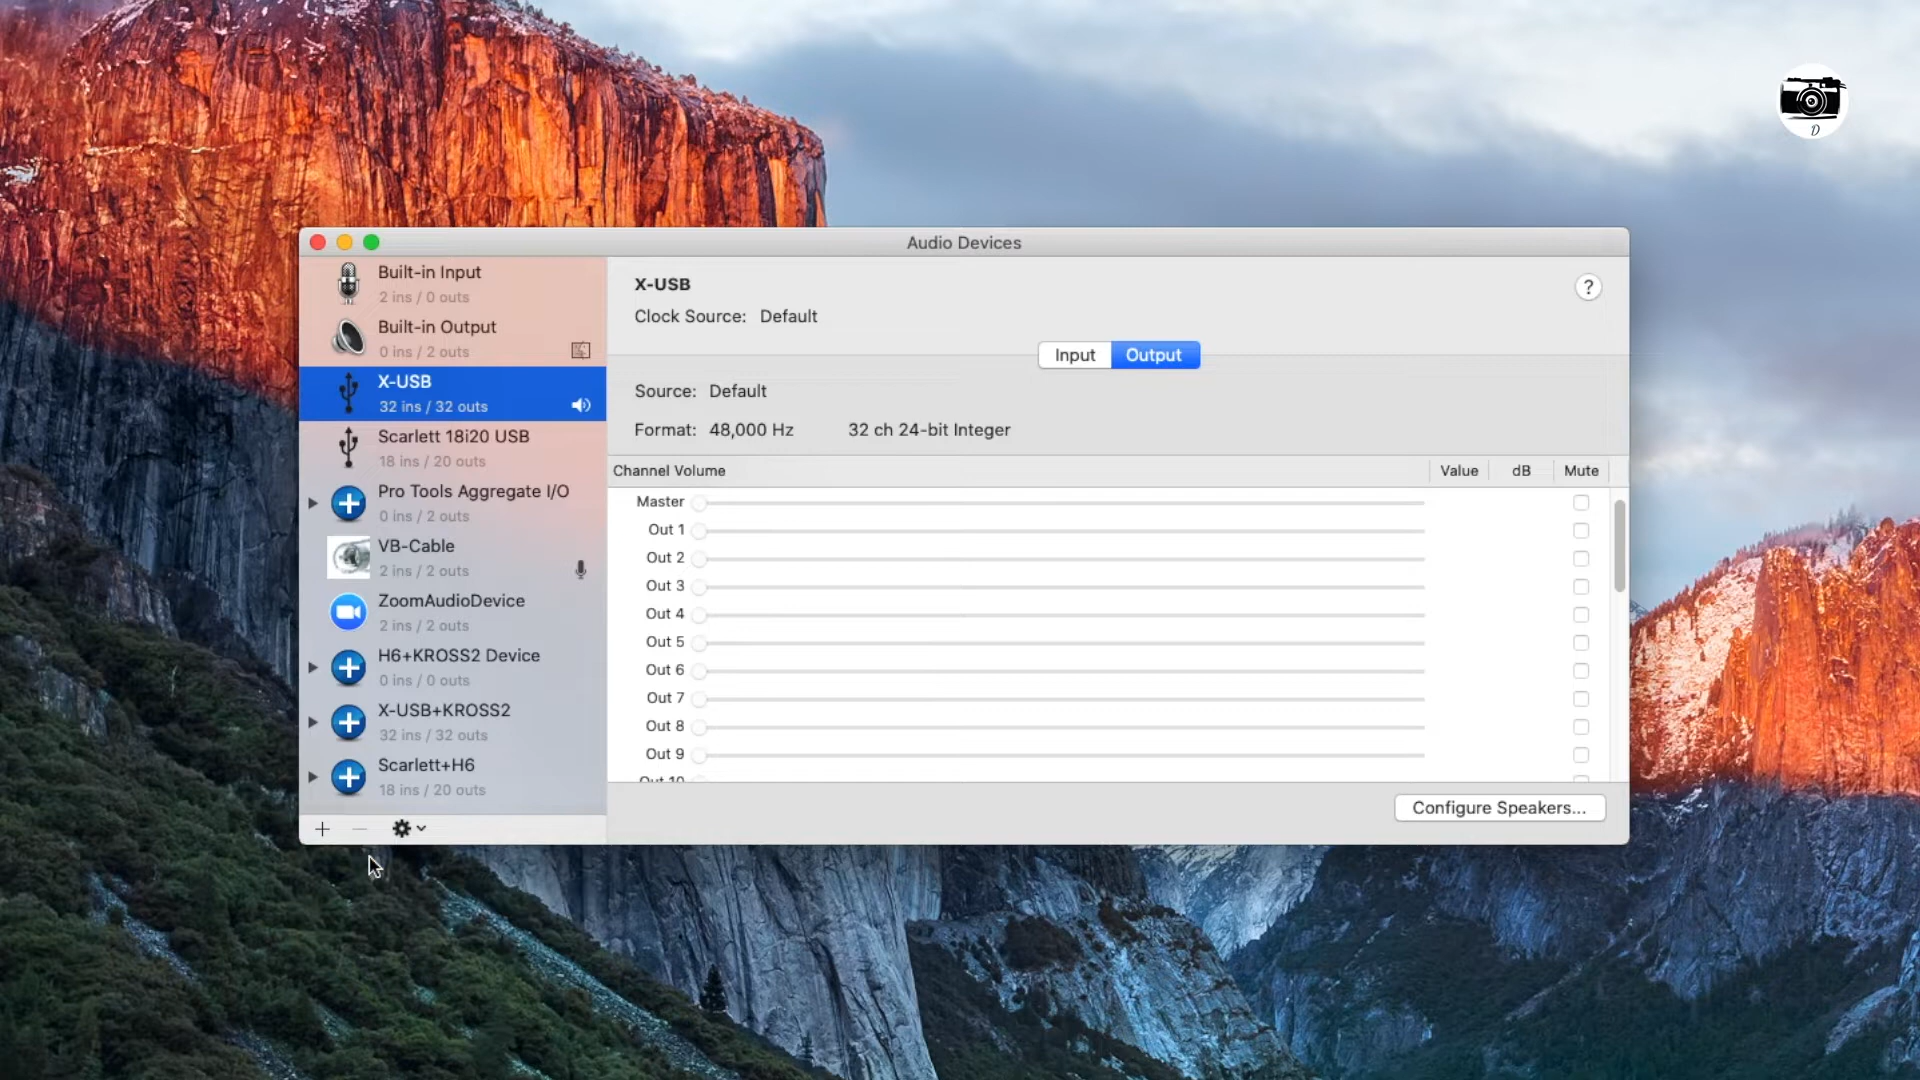 Audio Devices
Built-in Input
2 ins / 0 outs
Built-in Output
0 ins / 2 outs
X-USB
32 ins / 32 outs
Scarlett 18i20 USB
18 ins / 20 outs
Pro Tools Aggregate I/O
0 ins / 2 outs
VB-Cable
2 ins / 2 outs
ZoomAudioDevice
2 ins / 2 outs
H6+KROSS2 Device
0 ins / 0 outs
X-USB+KROSS2
32 ins / 32 outs
Scarlett+H6
18 ins / 20 outs
X-USB
?
Clock Source: Default
Input Output
Source: Default
Format: 48,000 Hz 32 ch 24-bit Integer
Channel Volume Value dB Mute
Master
Out 1
Out 2
Out 3
Out 4
Out 5
Out 6
Out 7
Out 8
Out 9
Out 10
Configure Speakers...
D